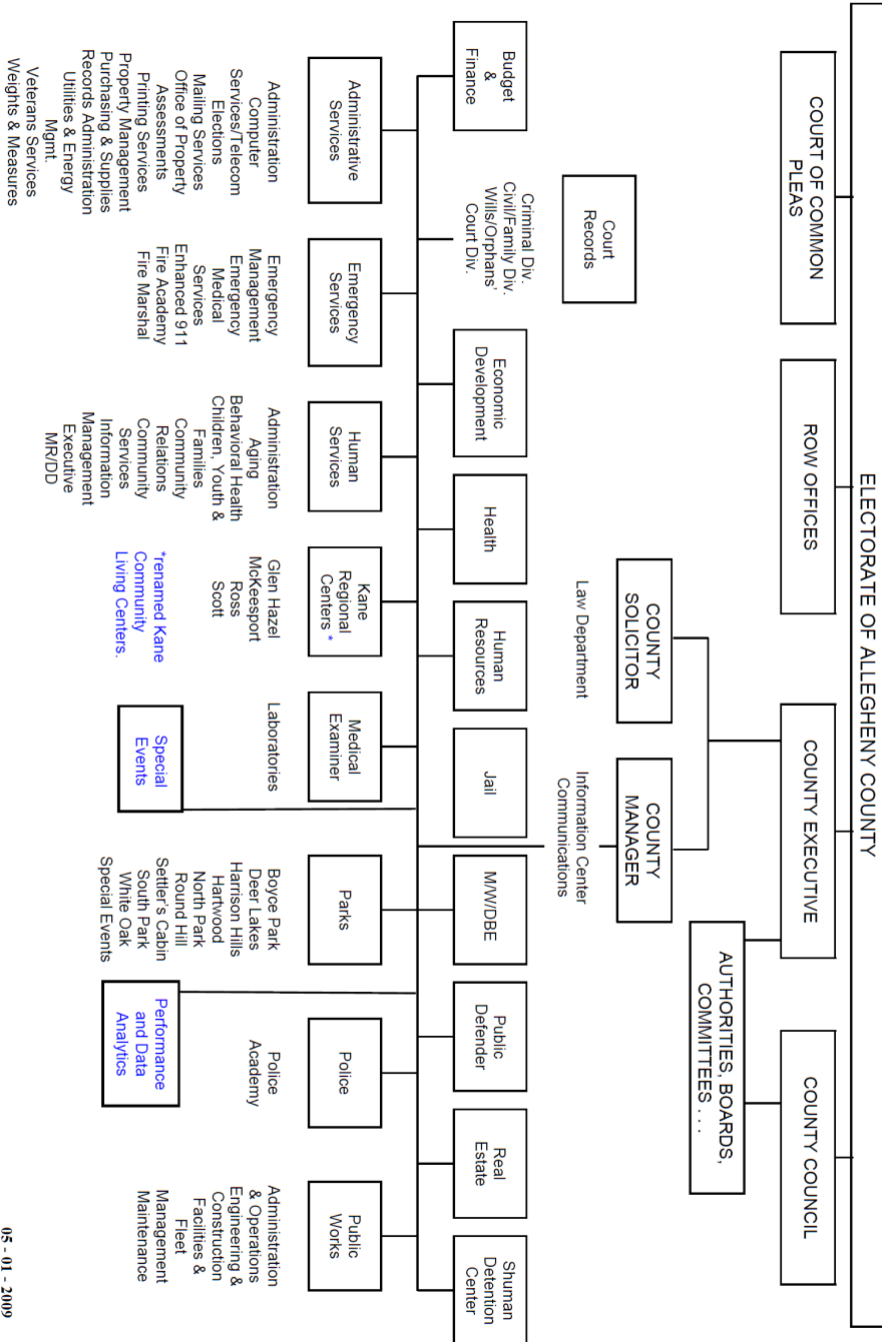 ELECTORATE OF ALLEGHENY COUNTY
COURT OF COMMON
PLEAS
ROW OFFICES
COUNTY EXECUTIVE
COUNTY COUNCIL
AUTHORITIES, BOARDS,
COMMITTEES . . .
COUNTY
SOLICITOR
Law Department
COUNTY
MANAGER
Information Center
Communications
Court
Records
Criminal Div.
Civil/Family Div.
Wills/Orphans'
Court Div.
Budget
&
Finance
Economic
Development
Health
Human
Resources
Jail
M/W/DBE
Public
Defender
Real
Estate
Shuman
Detention
Center
Administrative
Services
Administration
Computer
Services/Telecom
Elections
Mailing Services
Office of Property
Assessments
Printing Services
Property Management
Purchasing & Supplies
Records Administration
Utilities & Energy
Mgmt.
Veterans Services
Weights & Measures
Emergency
Services
Emergency
Management
Emergency
Medical
Services
Enhanced 911
Fire Academy
Fire Marshal
Human
Services
Administration
Aging
Behavioral Health
Children, Youth &
Families
Community
Relations
Community
Services
Information
Management
Executive
MR/DD
Kane
Regional
Centers *
Glen Hazel
McKeesport
Ross
Scott
*renamed Kane
Community
Living Centers.
Medical
Examiner
Laboratories
Special
Events
Parks
Boyce Park
Deer Lakes
Harrison Hills
Hartwood
North Park
Round Hill
Settler's Cabin
South Park
White Oak
Special Events
Performance
and Data
Analytics
Police
Police
Academy
Public
Works
Administration
& Operations
Engineering &
Construction
Facilities &
Fleet
Management
Maintenance
05 - 01 - 2009